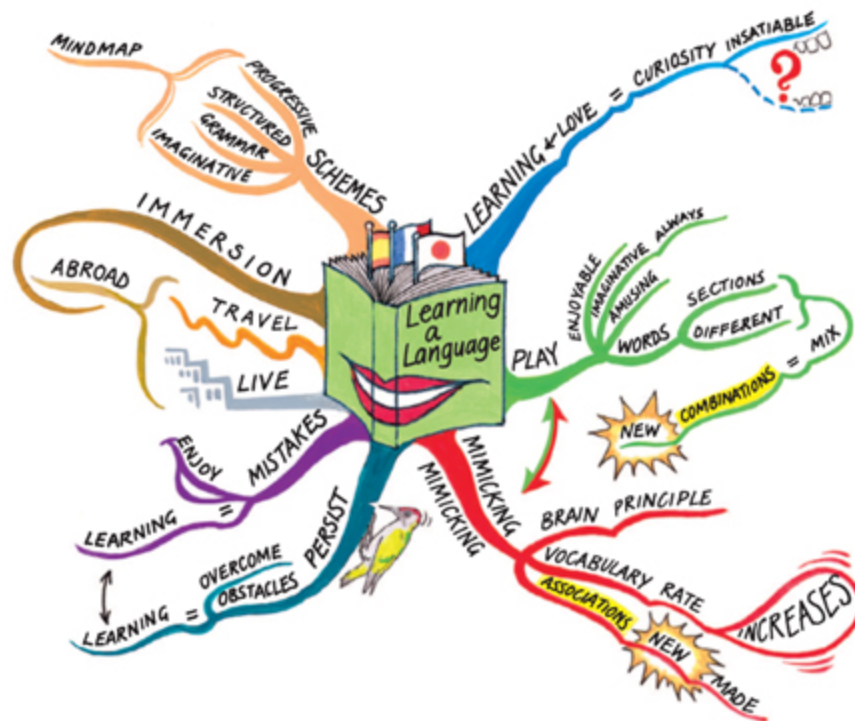 Learning
a
Language
LEARNING & LOVE = CURIOSITY INSATIABLE
?
PLAY
ENJOYABLE
IMAGINATIVE ALWAYS
AMUSING
WORDS
SECTIONS
DIFFERENT
= MIX
COMBINATIONS
NEW
MIMICKING
MIMICKING
BRAIN PRINCIPLE
VOCABULARY RATE
INCREASES
ASSOCIATIONS
NEW
MADE
PERSIST
OVERCOME
OBSTACLES
= LEARNING
MISTAKES
ENJOY
=
LEARNING
LIVE
TRAVEL
ABROAD
IMMERSION
SCHEMES
PROGRESSIVE
STRUCTURED
GRAMMAR
IMAGINATIVE
MINDMAP